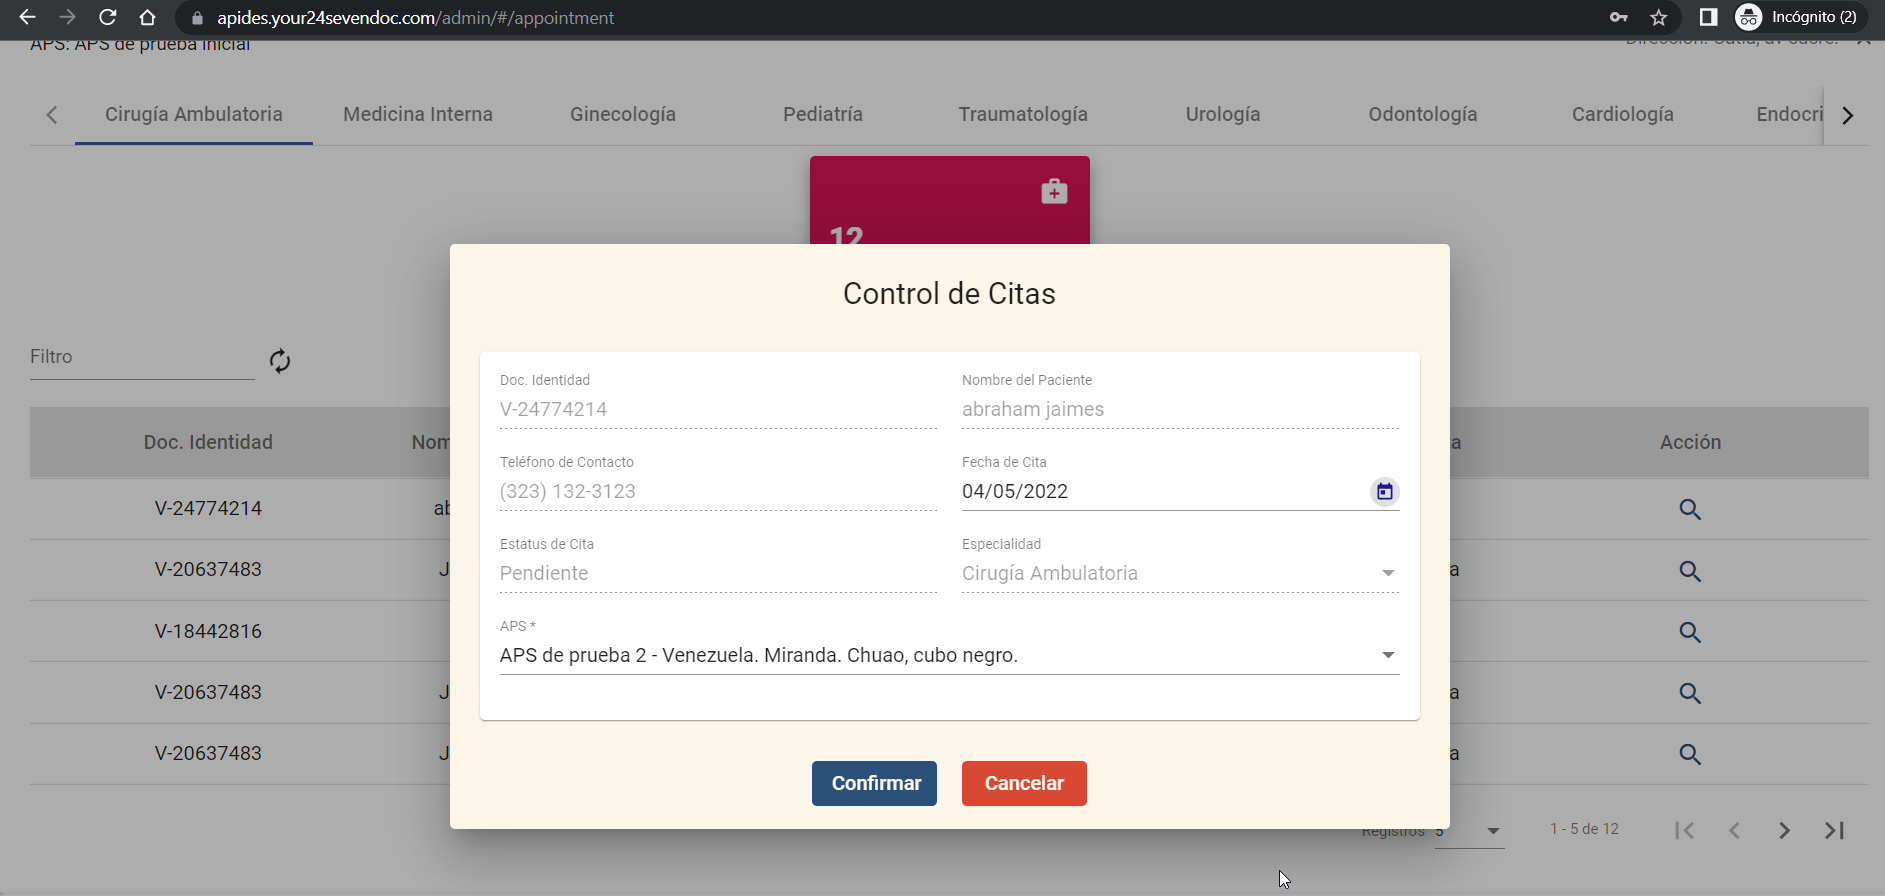 apides.your24sevendoc.com/admin/#/appointment
Incógnito (2)
APS: APS de prueba inicial
Dirección: Catia, av sucre.
Cirugía Ambulatoria Medicina Interna Ginecología Pediatría Traumatología Urología Odontología Cardiología Endocri
12
Control de Citas
Filtro
Doc. Identidad Nombre del Paciente
V-24774214 abraham jaimes
Doc. Identidad Nom a Acción
Teléfono de Contacto Fecha de Cita
(323) 132-3123 04/05/2022
V-24774214 ab
Estatus de Cita Especialidad
Pendiente Cirugía Ambulatoria
V-20637483 J a
APS *
V-18442816
APS de prueba 2 - Venezuela. Miranda. Chuao, cubo negro.
V-20637483 J a
V-20637483 J a
Confirmar Cancelar
Registros 5 1 - 5 de 12